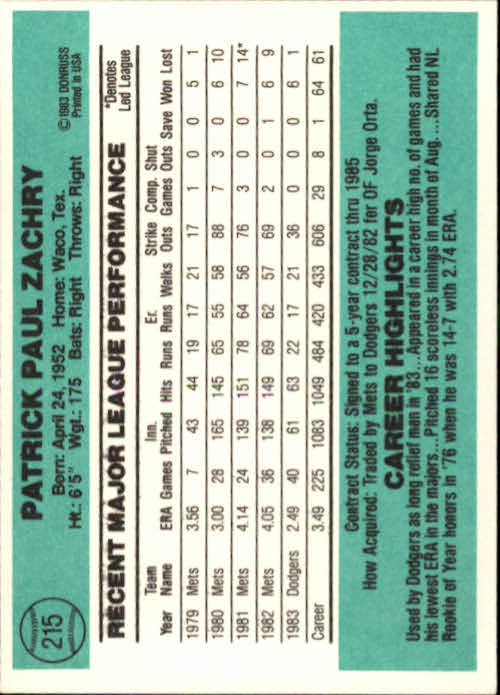 215
PATRICK PAUL ZACHRY
©1983 DONRUSS
Printed in USA
Born: April 24, 1952 Home: Waco, Tex.
Ht.: 6'5" Wgt.: 175 Bats: Right Throws: Right
RECENT MAJOR LEAGUE PERFORMANCE
*Denotes
Led League
Team Inn. Er. Strike Comp. Shut
Year Name ERA Games Pitched Hits Runs Runs Walks Outs Games Outs Save Won Lost
1979 Mets 3.56 7 43 44 19 17 21 17 1 0 0 5 1
1980 Mets 3.00 28 165 145 65 55 58 88 7 3 0 6 10
1981 Mets 4.14 24 139 151 78 64 56 76 3 0 0 7 14*
1982 Mets 4.05 36 138 149 69 62 57 69 2 0 1 6 9
1983 Dodgers 2.49 40 61 63 22 17 21 36 0 0 0 6 1
Career 3.49 225 1083 1049 484 420 433 606 29 8 1 64 61
Contract Status: Signed to a 5-year contract thru 1985
How Acquired: Traded by Mets to Dodgers 12/28/82 for OF Jorge Orta.
CAREER HIGHLIGHTS
Used by Dodgers as long relief man in '83...Appeared in a career high no. of games and had
his lowest ERA in the majors...Pitched 16 scoreless innings in month of Aug....Shared NL
Rookie of Year honors in '76 when he was 14-7 with 2.74 ERA.